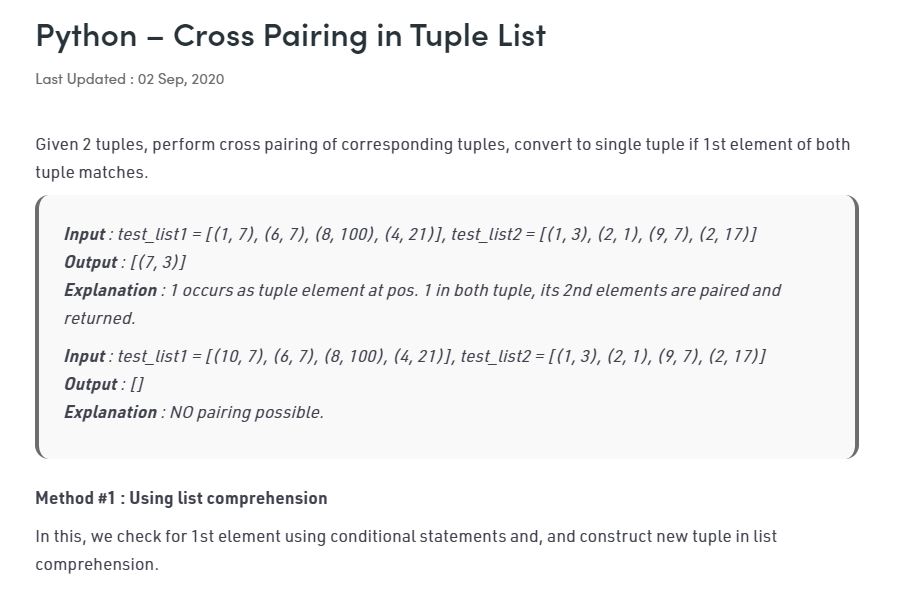 Python – Cross Pairing in Tuple List
Last Updated : 02 Sep, 2020
Given 2 tuples, perform cross pairing of corresponding tuples, convert to single tuple if 1st element of both
tuple matches.
Input : test_list1 = [(1, 7), (6, 7), (8, 100), (4, 21)], test_list2 = [(1, 3), (2, 1), (9, 7), (2, 17)]
Output : [(7, 3)]
Explanation : 1 occurs as tuple element at pos. 1 in both tuple, its 2nd elements are paired and
returned.
Input : test_list1 = [(10, 7), (6, 7), (8, 100), (4, 21)], test_list2 = [(1, 3), (2, 1), (9, 7), (2, 17)]
Output : []
Explanation : NO pairing possible.
Method #1 : Using list comprehension
In this, we check for 1st element using conditional statements and, and construct new tuple in list
comprehension.